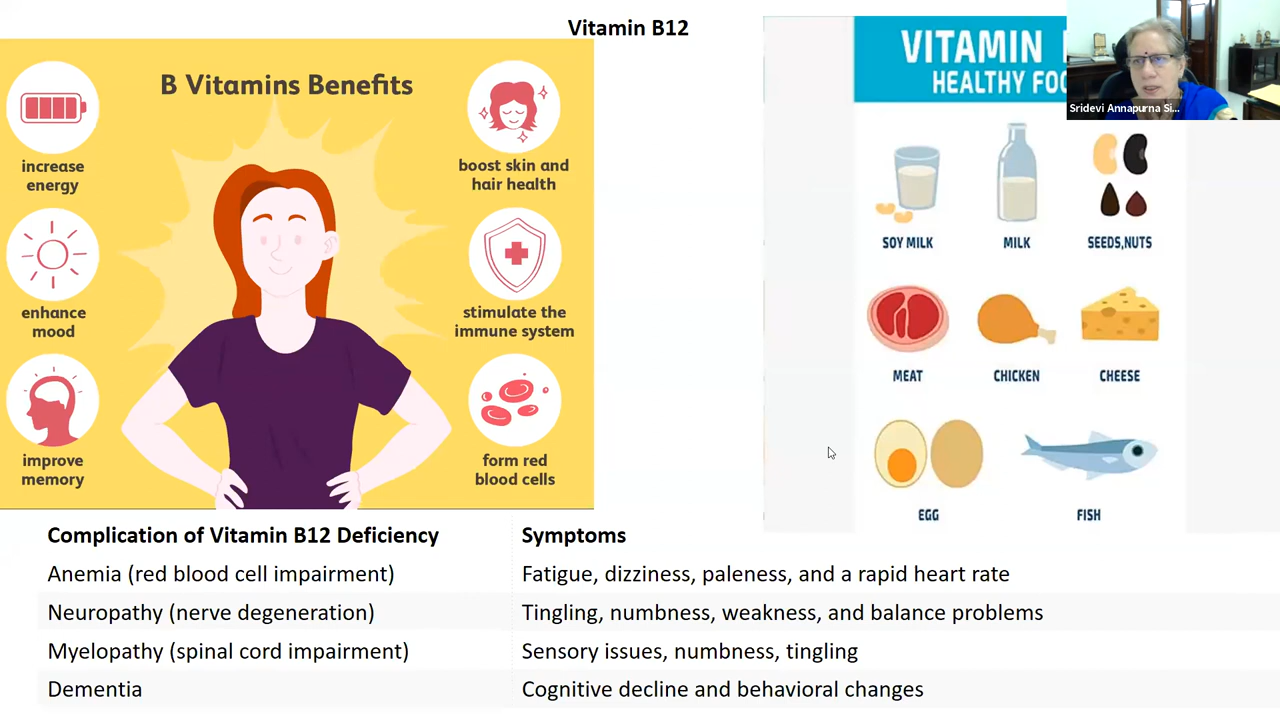 Vitamin B12
B Vitamins Benefits
increase
energy
enhance
mood
improve
memory
boost skin and
hair health
stimulate the
immune system
form red
blood cells
VITAMIN
HEALTHY
SOY MILK
MILK
SEEDS,NUTS
MEAT
CHICKEN
CHEESE
EGG
FISH
Sridevi Annapurna Si...
Complication of Vitamin B12 Deficiency
Symptoms
Anemia (red blood cell impairment)
Fatigue, dizziness, paleness, and a rapid heart rate
Neuropathy (nerve degeneration)
Tingling, numbness, weakness, and balance problems
Myelopathy (spinal cord impairment)
Sensory issues, numbness, tingling
Dementia
Cognitive decline and behavioral changes